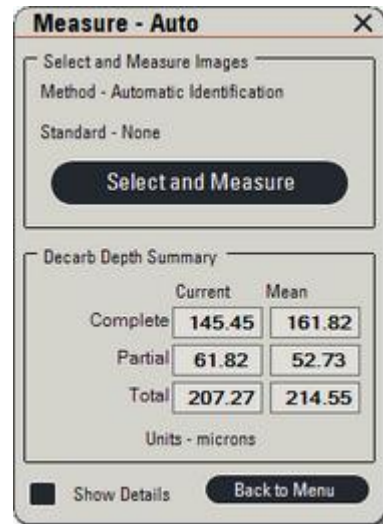 Measure - Auto
Select and Measure Images
Method - Automatic Identification
Standard - None
Select and Measure
Decarb Depth Summary
Current Mean
Complete 145.45 161.82
Partial 61.82 52.73
Total 207.27 214.55
Units - microns
Show Details Back to Menu